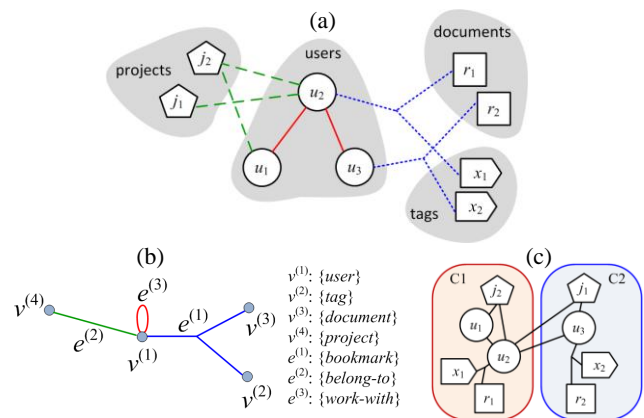 (a)
documents
users
projects
j2
j1
u2
u1
u3
r1
r2
x1
x2
tags
(b)
(c)
v(4)
e(3)
e(1)
e(2)
v(1)
v(3)
v(2)
v(1): {user}
v(2): {tag}
v(3): {document}
v(4): {project}
e(1): {bookmark}
e(2): {belong-to}
e(3): {work-with}
C1
C2
j2
j1
u1
u3
u2
x1
x2
r1
r2